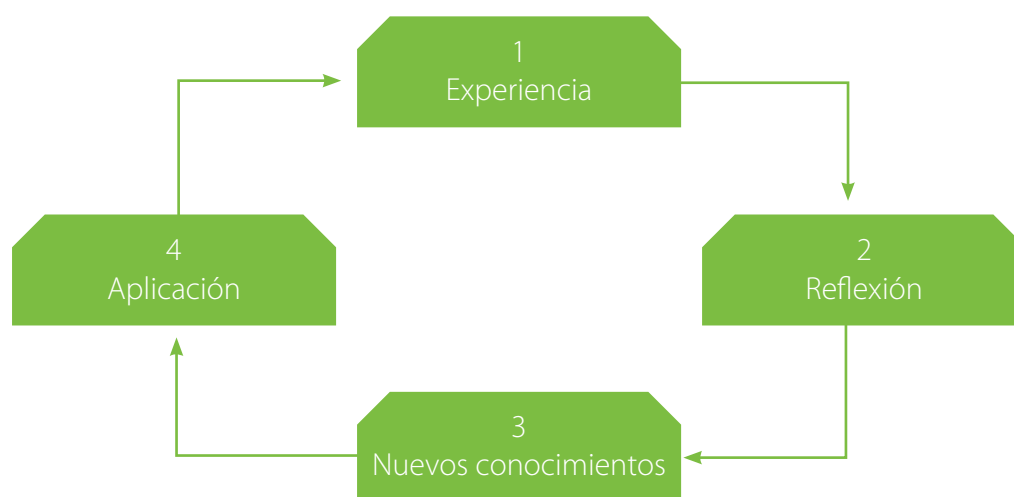 1
Experiencia
2
Reflexión
3
Nuevos conocimientos
4
Aplicación